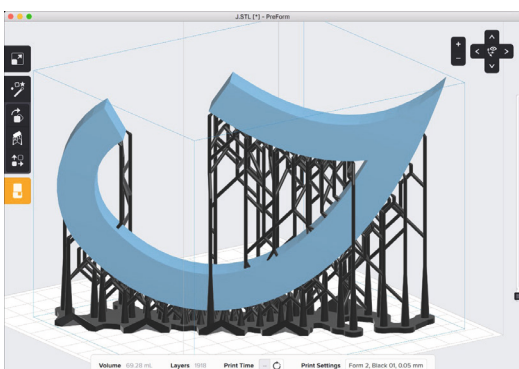 J.STL [*] - PreForm
Volume 69.28 mL Layers 1918 Print Time -- Print Settings Form 2, Black 01, 0.05 mm